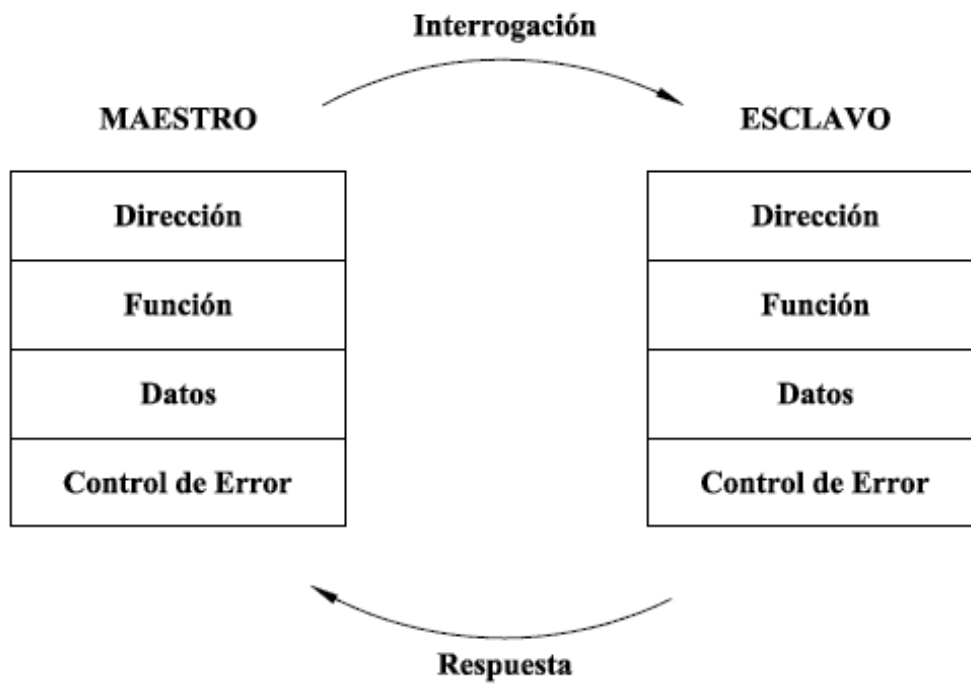 Interrogación
MAESTRO
ESCLAVO
Dirección
Dirección
Función
Función
Datos
Datos
Control de Error
Control de Error
Respuesta